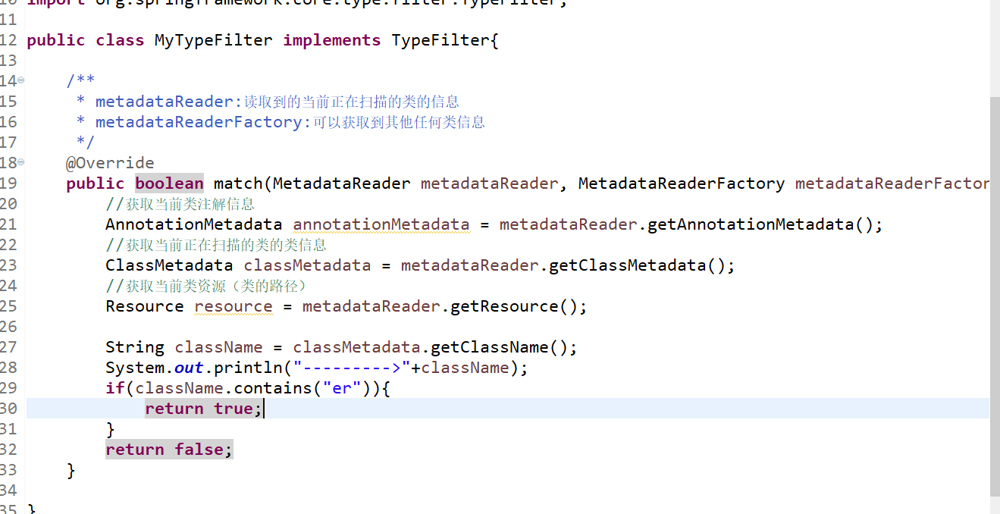 10 import org.springframework.core.type.filter.TypeFilter;
11
12 public class MyTypeFilter implements TypeFilter{
13
14 /**
15 * metadataReader:读取到的当前正在扫描的类的信息
16 * metadataReaderFactory:可以获取到其他任何类信息
17 */
18 @Override
19 public boolean match(MetadataReader metadataReader, MetadataReaderFactory metadataReaderFactor
20 //获取当前类注解信息
21 AnnotationMetadata annotationMetadata = metadataReader.getAnnotationMetadata();
22 //获取当前正在扫描的类的类信息
23 ClassMetadata classMetadata = metadataReader.getClassMetadata();
24 //获取当前类资源（类的路径）
25 Resource resource = metadataReader.getResource();
26
27 String className = classMetadata.getClassName();
28 System.out.println("--------->"+className);
29 if(className.contains("er")){
30 return true;
31 }
32 return false;
33 }
34
35 }